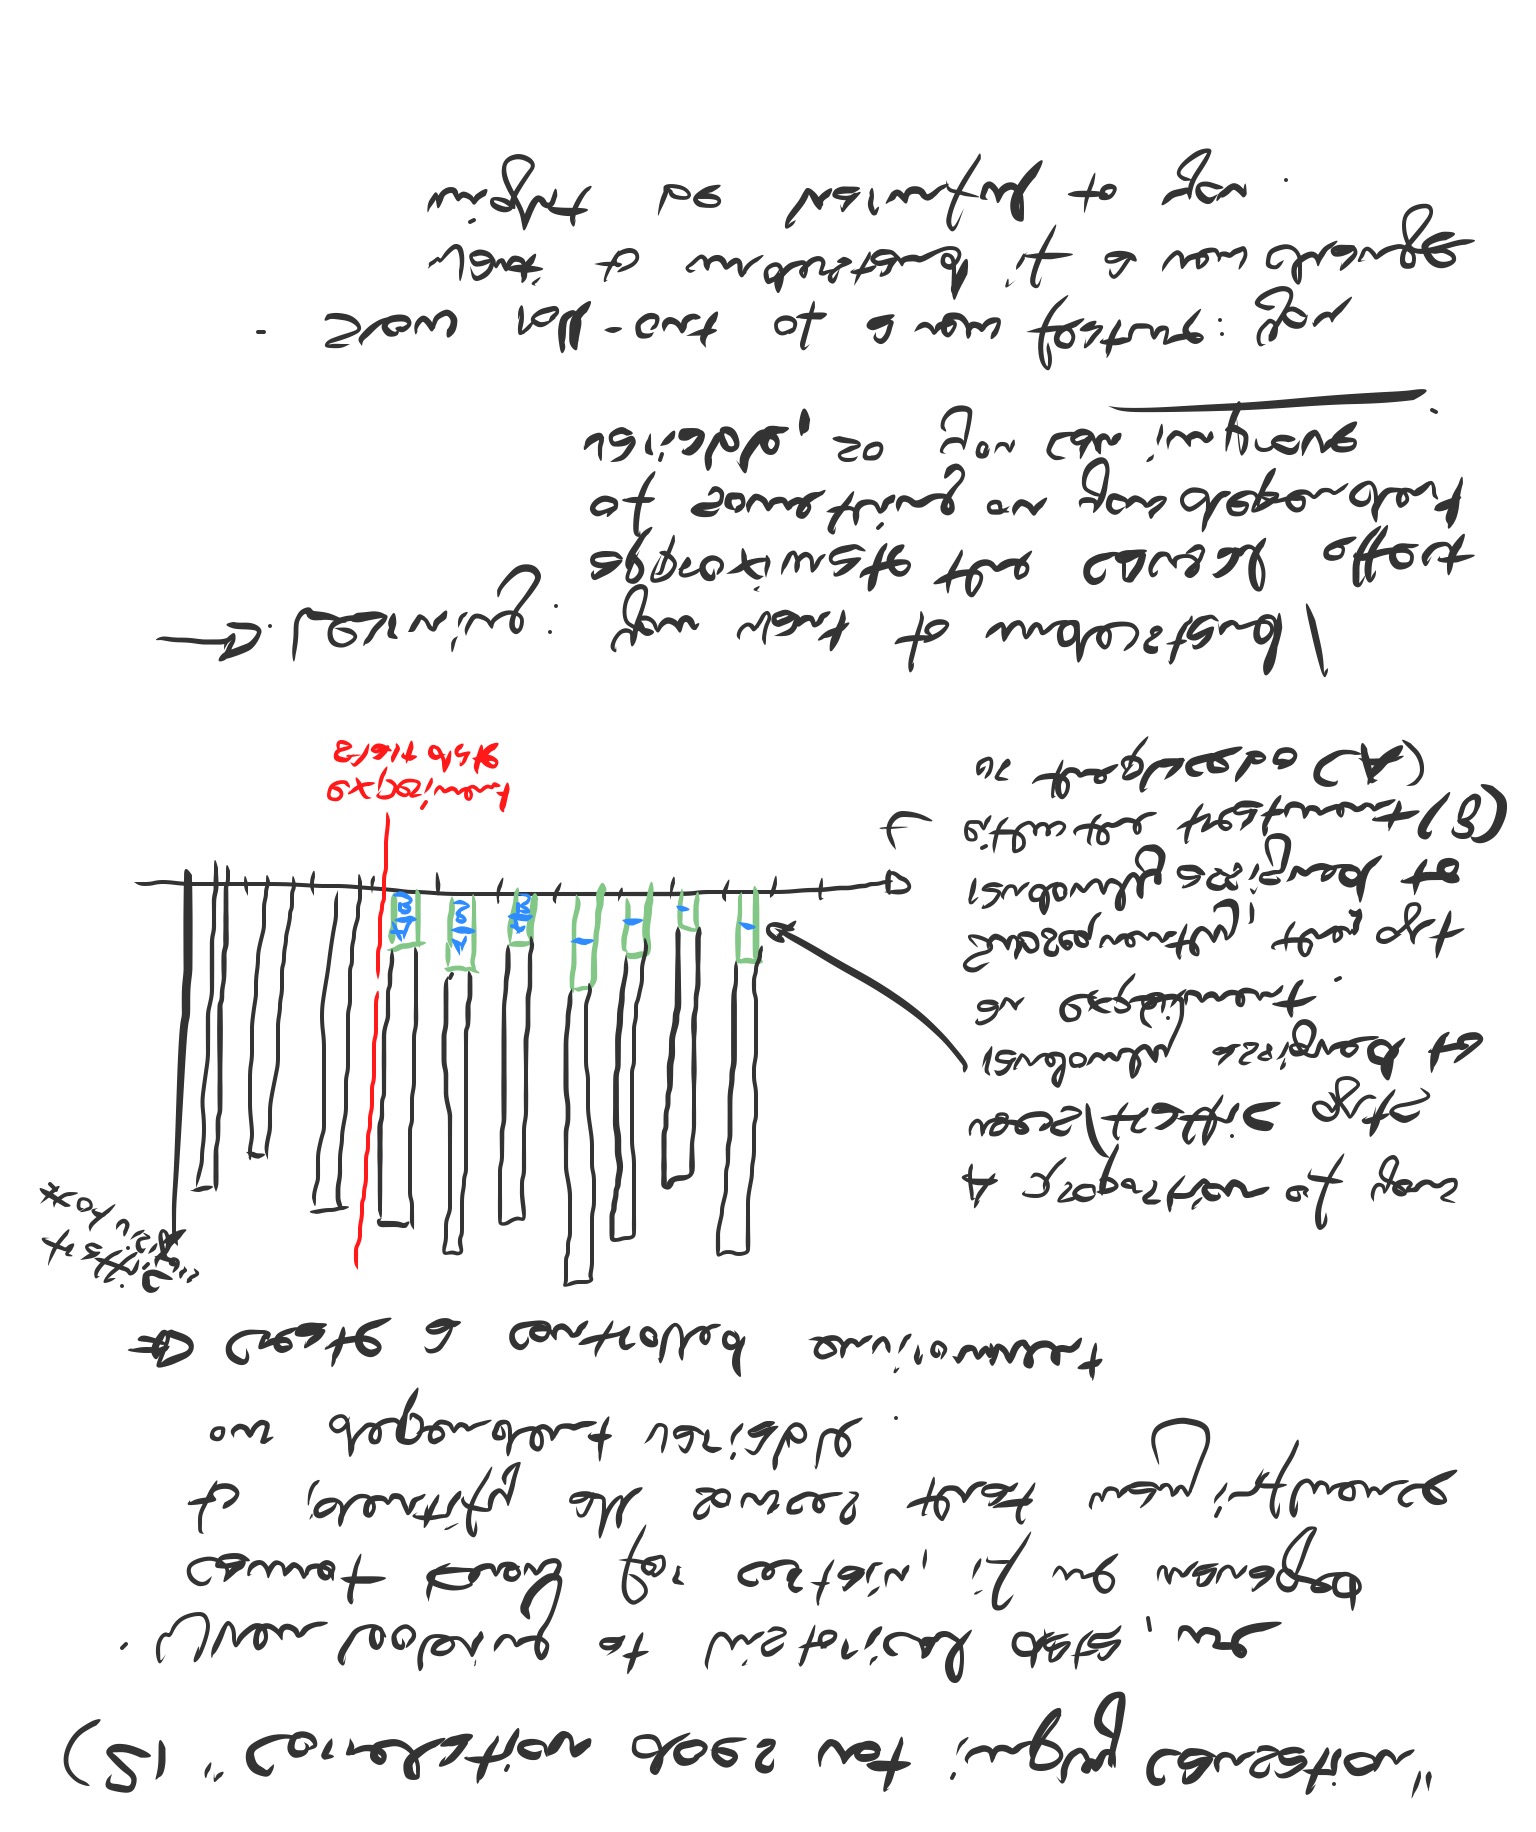 (2) "Correlation does not imply causation"
· When looking at historical data, we
cannot know for certain, if we managed
to identify all sources that may influence
our dependent variable.
→ Create a controlled environment
traffic
# of visitors
A proportion of your
users/traffic gets
randomly assigned to
an experiment.
Subsequently, they get
randomly assigned to
either the treatment (B)
or the placebo (A)
A
B
A
B
A
B
t
experiment
start date
→ · Learning: you want to understand/
approximate the causal effect
of something on your dependent
variable, so you can improve.
- Slow roll-out of a new feature: you
want to understand if a new change
might be harmful to you.